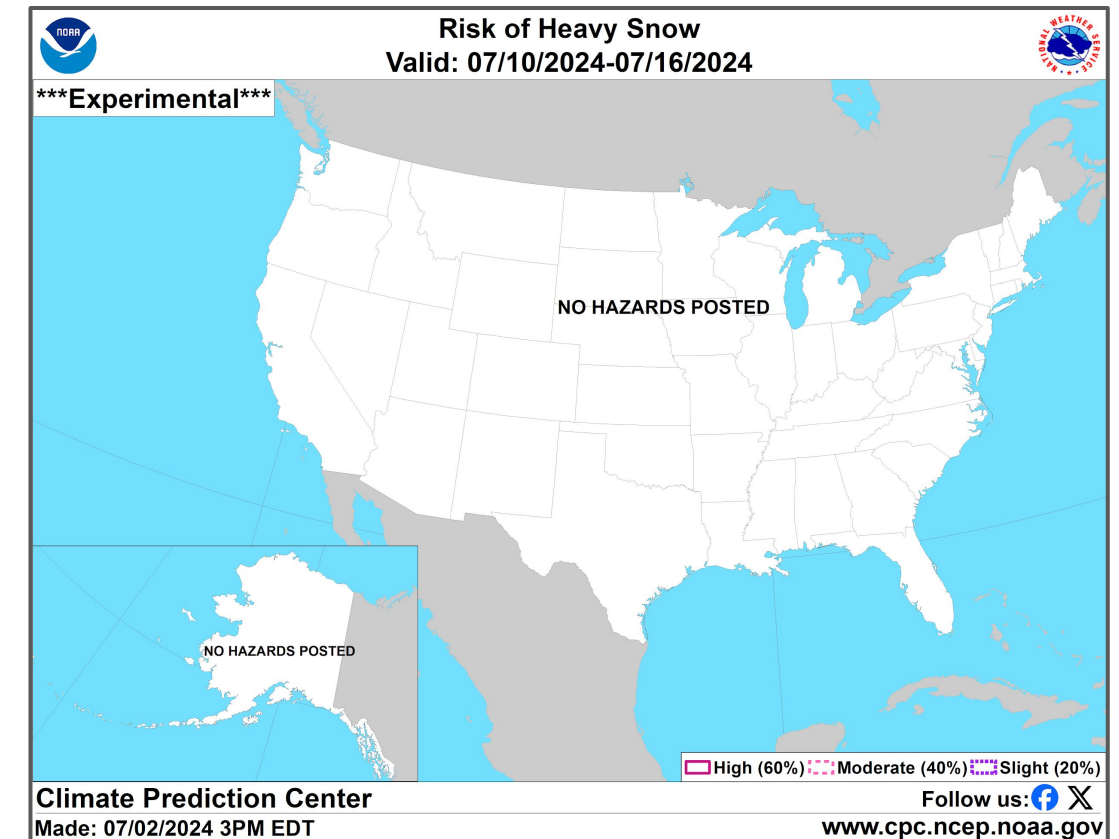 NOAA
Risk of Heavy Snow
Valid: 07/10/2024-07/16/2024
NATIONAL WEATHER SERVICE
***Experimental***
NO HAZARDS POSTED
NO HAZARDS POSTED
High (60%) Moderate (40%) Slight (20%)
Climate Prediction Center
Follow us:
Made: 07/02/2024 3PM EDT
www.cpc.ncep.noaa.gov